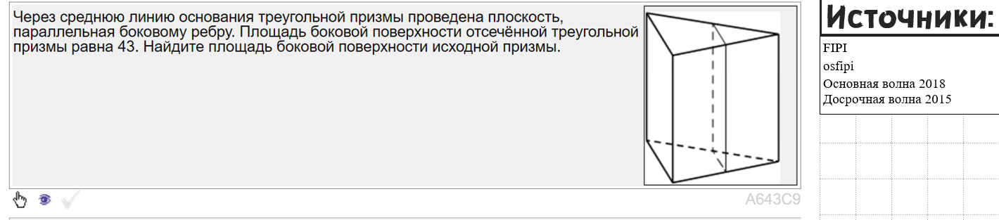 Через среднюю линию основания треугольной призмы проведена плоскость,
параллельная боковому ребру. Площадь боковой поверхности отсечённой треугольной
призмы равна 43. Найдите площадь боковой поверхности исходной призмы.
A643C9
Источники:
FIPI
osfipi
Основная волна 2018
Досрочная волна 2015